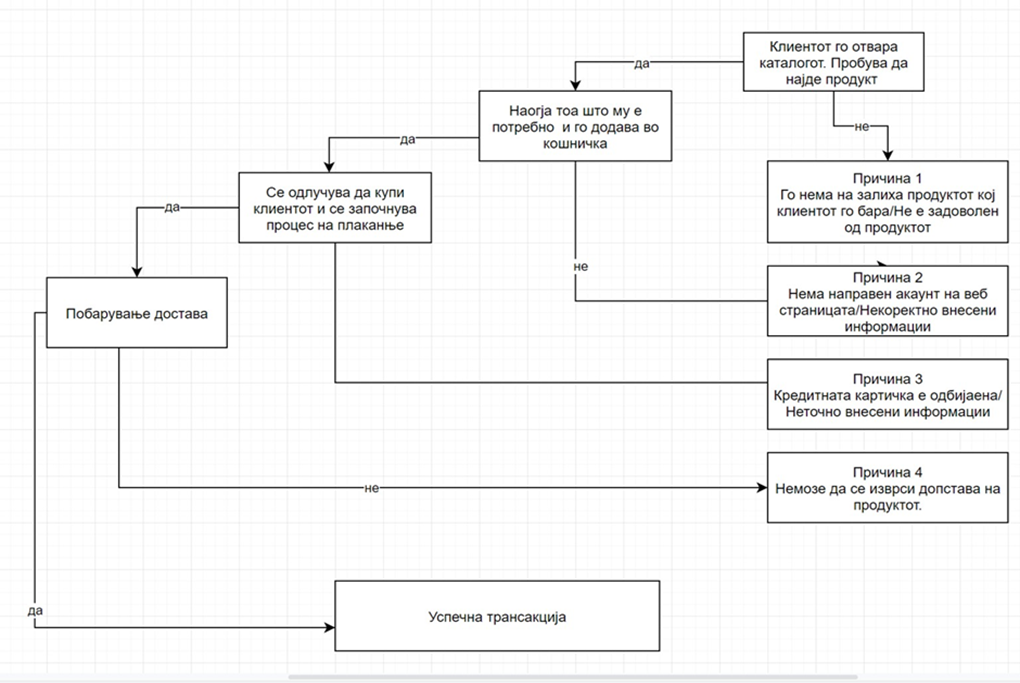 Клиентот го отвара
каталогот. Пробува да
најде продукт
да
Наогја тоа што му е
потребно и го додава во
кошничка
не
да
Причина 1
Го нема на залиха продуктот кој
клиентот го бара/Не е задоволен
од продуктот
Се одлучува да купи
клиентот и се започнува
процес на плакање
да
не
Причина 2
Нема направен акаунт на веб
страницата/Некоректно внесени
информации
Побарување достава
Причина 3
Кредитната картичка е одбијаена/
Неточно внесени информации
Причина 4
Немозе да се изврси допстава на
продуктот.
не
да
Успечна трансакција